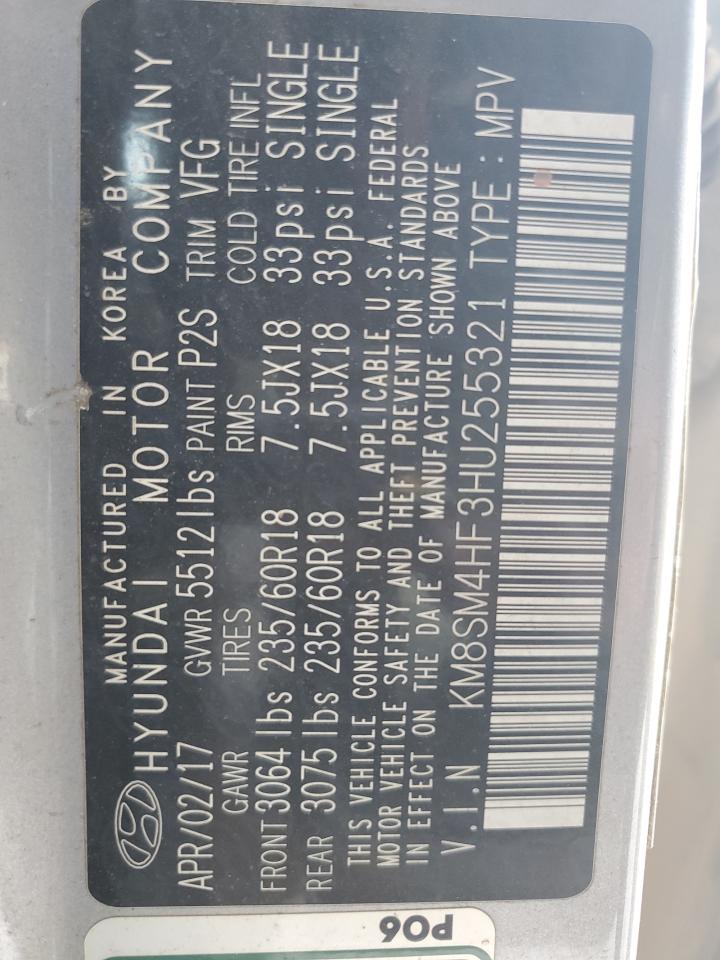 MANUFACTURED IN KOREA BY
HYUNDAI MOTOR COMPANY
APR/02/17 GVWR 5512 lbs PAINT P2S TRIM VFG
GAWR TIRES RIMS COLD TIRE INFL
FRONT 3064 lbs 235/60R18 7.5JX18 33psi SINGLE
REAR 3075 lbs 235/60R18 7.5JX18 33psi SINGLE
THIS VEHICLE CONFORMS TO ALL APPLICABLE U.S.A. FEDERAL
MOTOR VEHICLE SAFETY AND THEFT PREVENTION STANDARDS
IN EFFECT ON THE DATE OF MANUFACTURE SHOWN ABOVE
V.I.N KM8SM4HF3HU255321 TYPE : MPV
P06